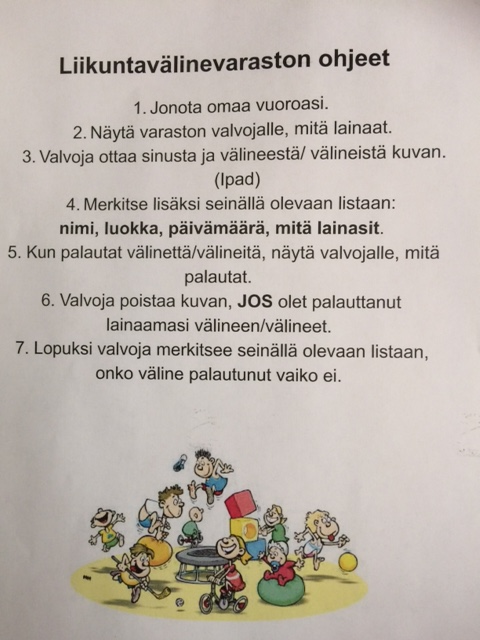 Liikuntavälinevaraston ohjeet
1. Jonota omaa vuoroasi.
2. Näytä varaston valvojalle, mitä lainaat.
3. Valvoja ottaa sinusta ja välineestä/ välineistä kuvan.
(Ipad)
4. Merkitse lisäksi seinällä olevaan listaan:
nimi, luokka, päivämäärä, mitä lainasit.
5. Kun palautat välinettä/välineitä, näytä valvojalle, mitä
palautat.
6. Valvoja poistaa kuvan, JOS olet palauttanut
lainaamasi välineen/välineet.
7. Lopuksi valvoja merkitsee seinällä olevaan listaan,
onko väline palautunut vaiko ei.